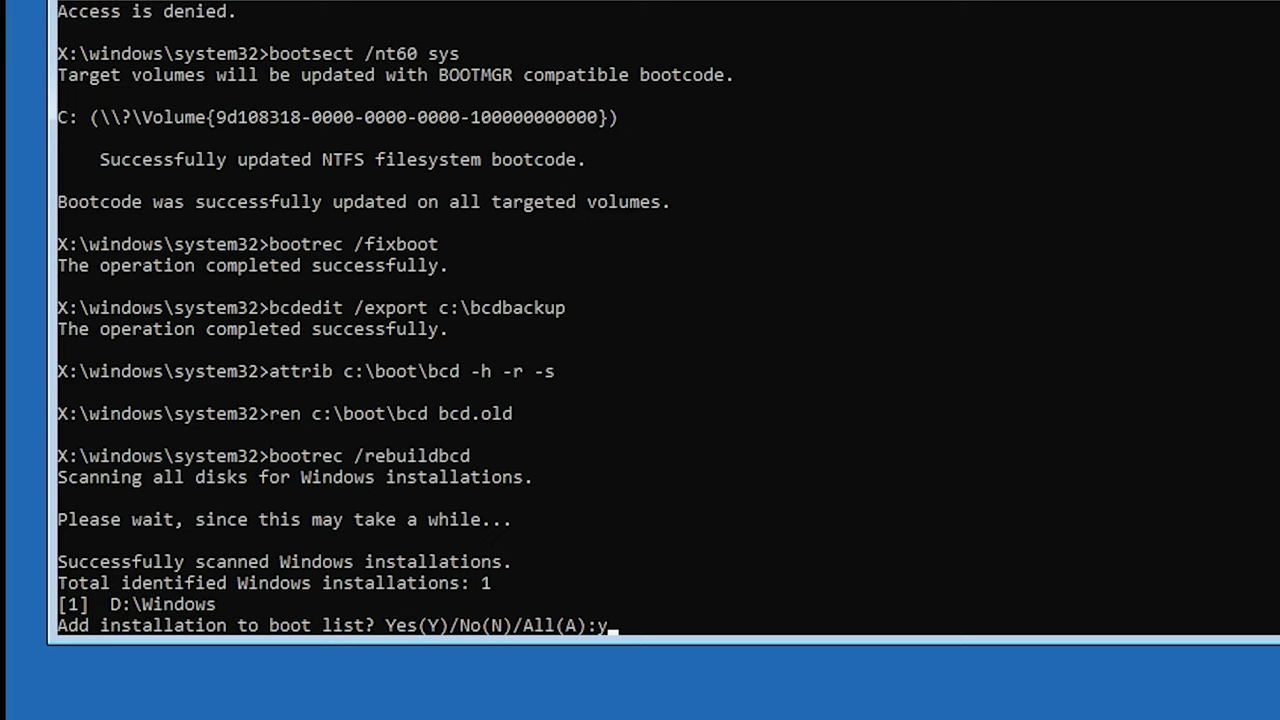 Access is denied.
X:\windows\system32>bootsect /nt60 sys
Target volumes will be updated with BOOTMGR compatible bootcode.
C: (\\?\Volume{9d108318-0000-0000-0000-100000000000})
Successfully updated NTFS filesystem bootcode.
Bootcode was successfully updated on all targeted volumes.
X:\windows\system32>bootrec /fixboot
The operation completed successfully.
X:\windows\system32>bcdedit /export c:\bcdbackup
The operation completed successfully.
X:\windows\system32>attrib c:\boot\bcd -h -r -s
X:\windows\system32>ren c:\boot\bcd bcd.old
X:\windows\system32>bootrec /rebuildbcd
Scanning all disks for Windows installations.
Please wait, since this may take a while...
Successfully scanned Windows installations.
Total identified Windows installations: 1
[1]  D:\Windows
Add installation to boot list? Yes(Y)/No(N)/All(A):y